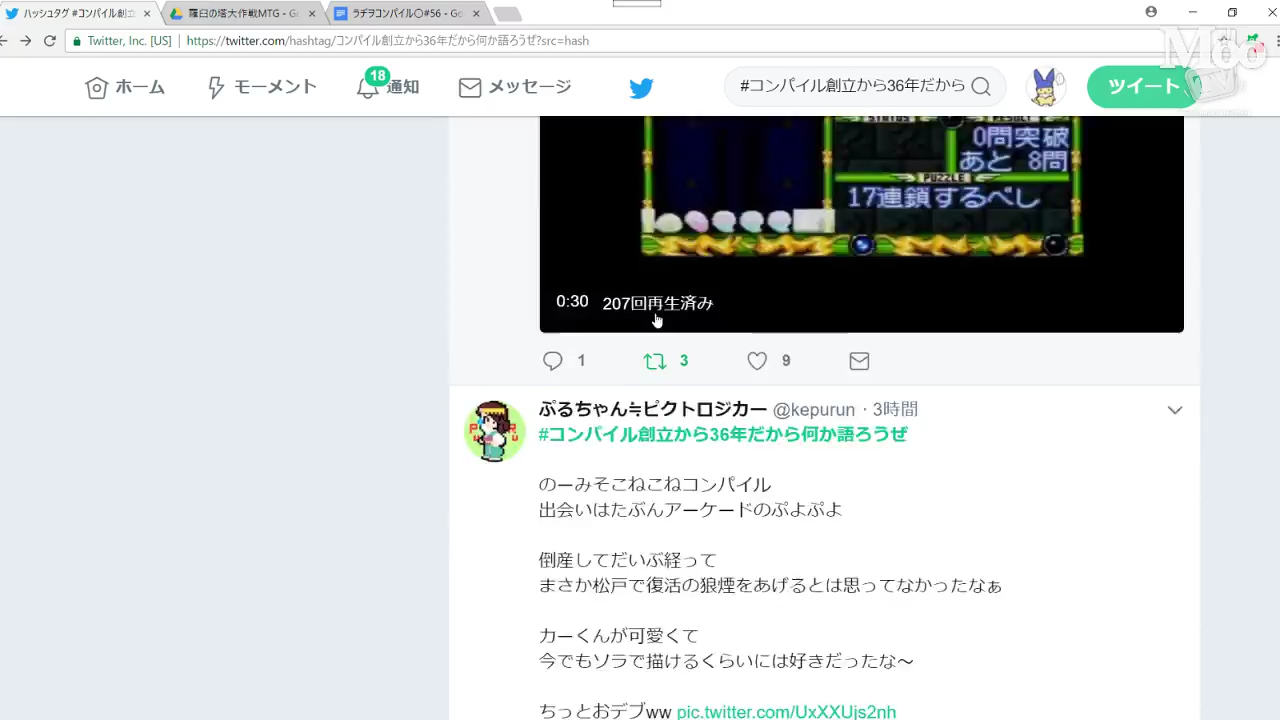 ハッシュタグ #コンパイル創立
羅臼の塔大作戦MTG - Go
ラヂヲコンパイル〇#56 - Goo
Twitter, Inc. [US]
https://twitter.com/hashtag/コンパイル創立から36年だから何か語ろうぜ?src=hash
Moo
ホーム
モーメント
18
通知
メッセージ
#コンパイル創立から36年だから
ツイート
STATUS
RESULT
0問突破
あと 8問
PUZZLE
17連鎖するべし
0:30 207回再生済み
1 3 9
ぷるちゃん≒ピクトロジカー @kepurun · 3時間
#コンパイル創立から36年だから何か語ろうぜ
のーみそこねこねコンパイル
出会いはたぶんアーケードのぷよぷよ
倒産してだいぶ経って
まさか松戸で復活の狼煙をあげるとは思ってなかったなぁ
カーくんが可愛くて
今でもソラで描けるくらいには好きだったな〜
ちっとおデブww pic.twitter.com/UxXXUjs2nh